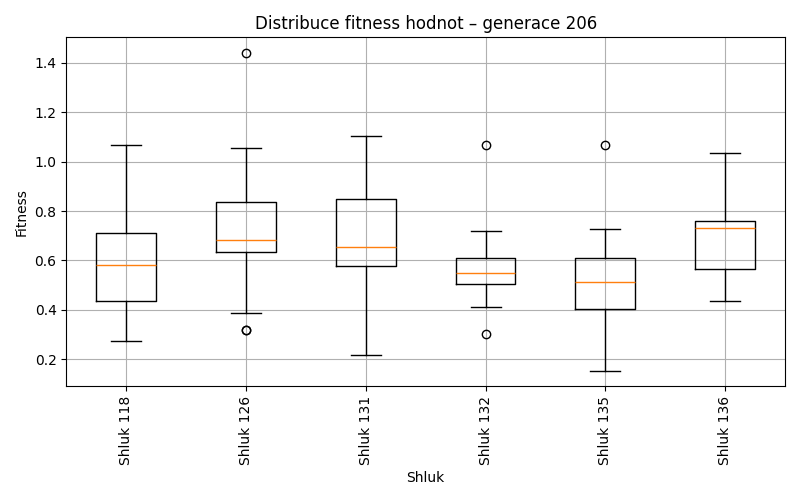 Distribuce fitness hodnot – generace 206
Fitness
1.4
1.2
1.0
0.8
0.6
0.4
0.2
Shluk 118
Shluk 126
Shluk 131
Shluk 132
Shluk 135
Shluk 136
Shluk